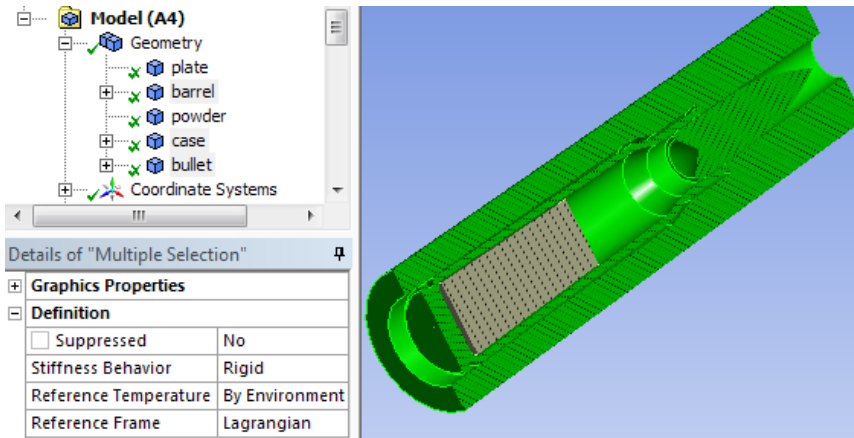 Model (A4)
Geometry
plate
barrel
powder
case
bullet
Coordinate Systems
Details of "Multiple Selection"
Graphics Properties
Definition
Suppressed No
Stiffness Behavior Rigid
Reference Temperature By Environment
Reference Frame Lagrangian